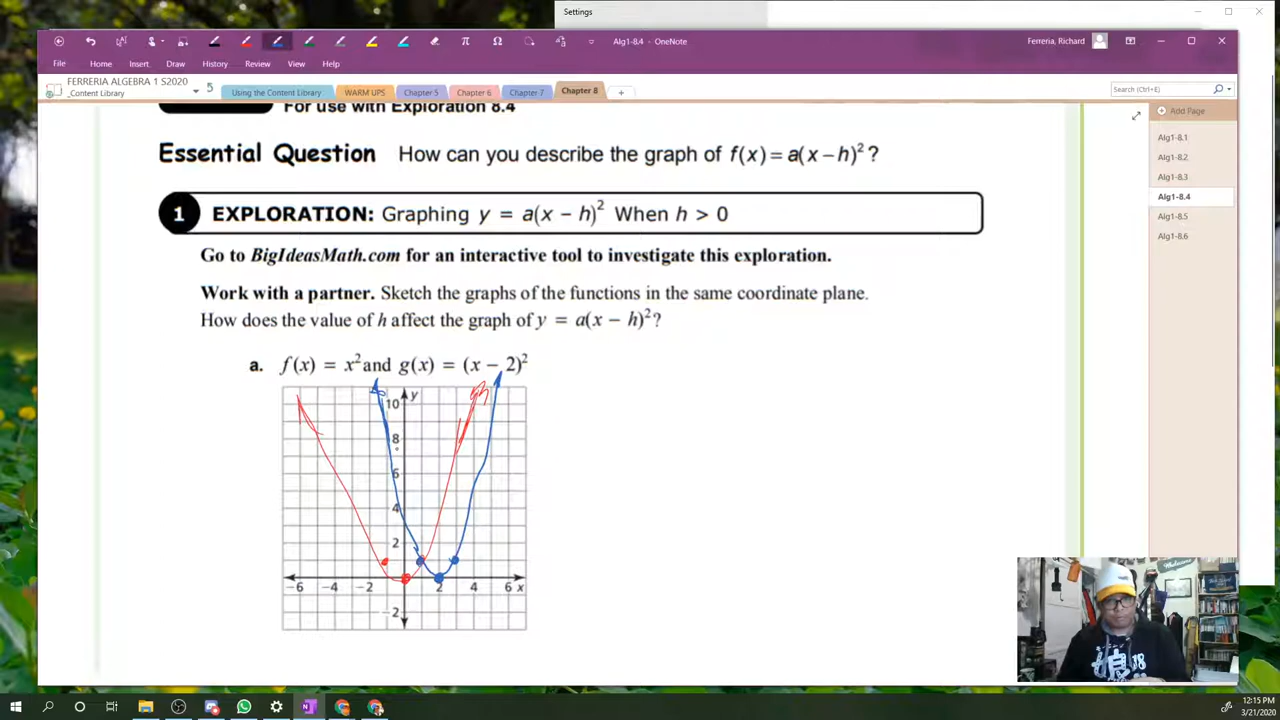 Settings
Alg1-8.4 - OneNote
Ferreria, Richard
File Home Insert Draw History Review View Help
FERRERIA ALGEBRA 1 S2020
_Content Library
5
Using the Content Library WARM UPS Chapter 5 Chapter 6 Chapter 7 Chapter 8
Search (Ctrl+E)
Add Page
Alg1-8.1
Alg1-8.2
Alg1-8.3
Alg1-8.4
Alg1-8.5
Alg1-8.6
For use with Exploration 8.4
Essential Question How can you describe the graph of f(x) = a(x – h)²?
1 EXPLORATION: Graphing y = a(x – h)² When h > 0
Go to BigIdeasMath.com for an interactive tool to investigate this exploration.
Work with a partner. Sketch the graphs of the functions in the same coordinate plane.
How does the value of h affect the graph of y = a(x – h)²?
a. f(x) = x² and g(x) = (x – 2)²
10 y
8
6
4
2
-6 -4 -2 2 4 6 x
-2
12:15 PM
3/21/2020